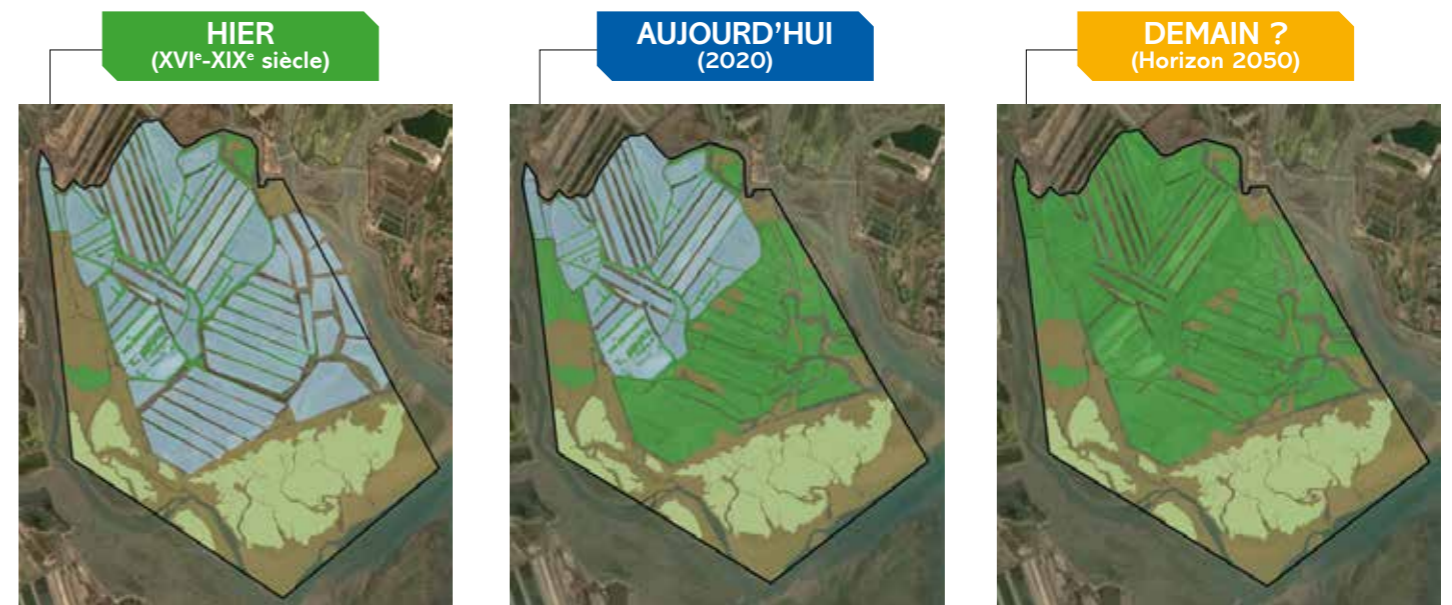 HIER
(XVIᵉ-XIXᵉ siècle)
AUJOURD’HUI
(2020)
DEMAIN ?
(Horizon 2050)